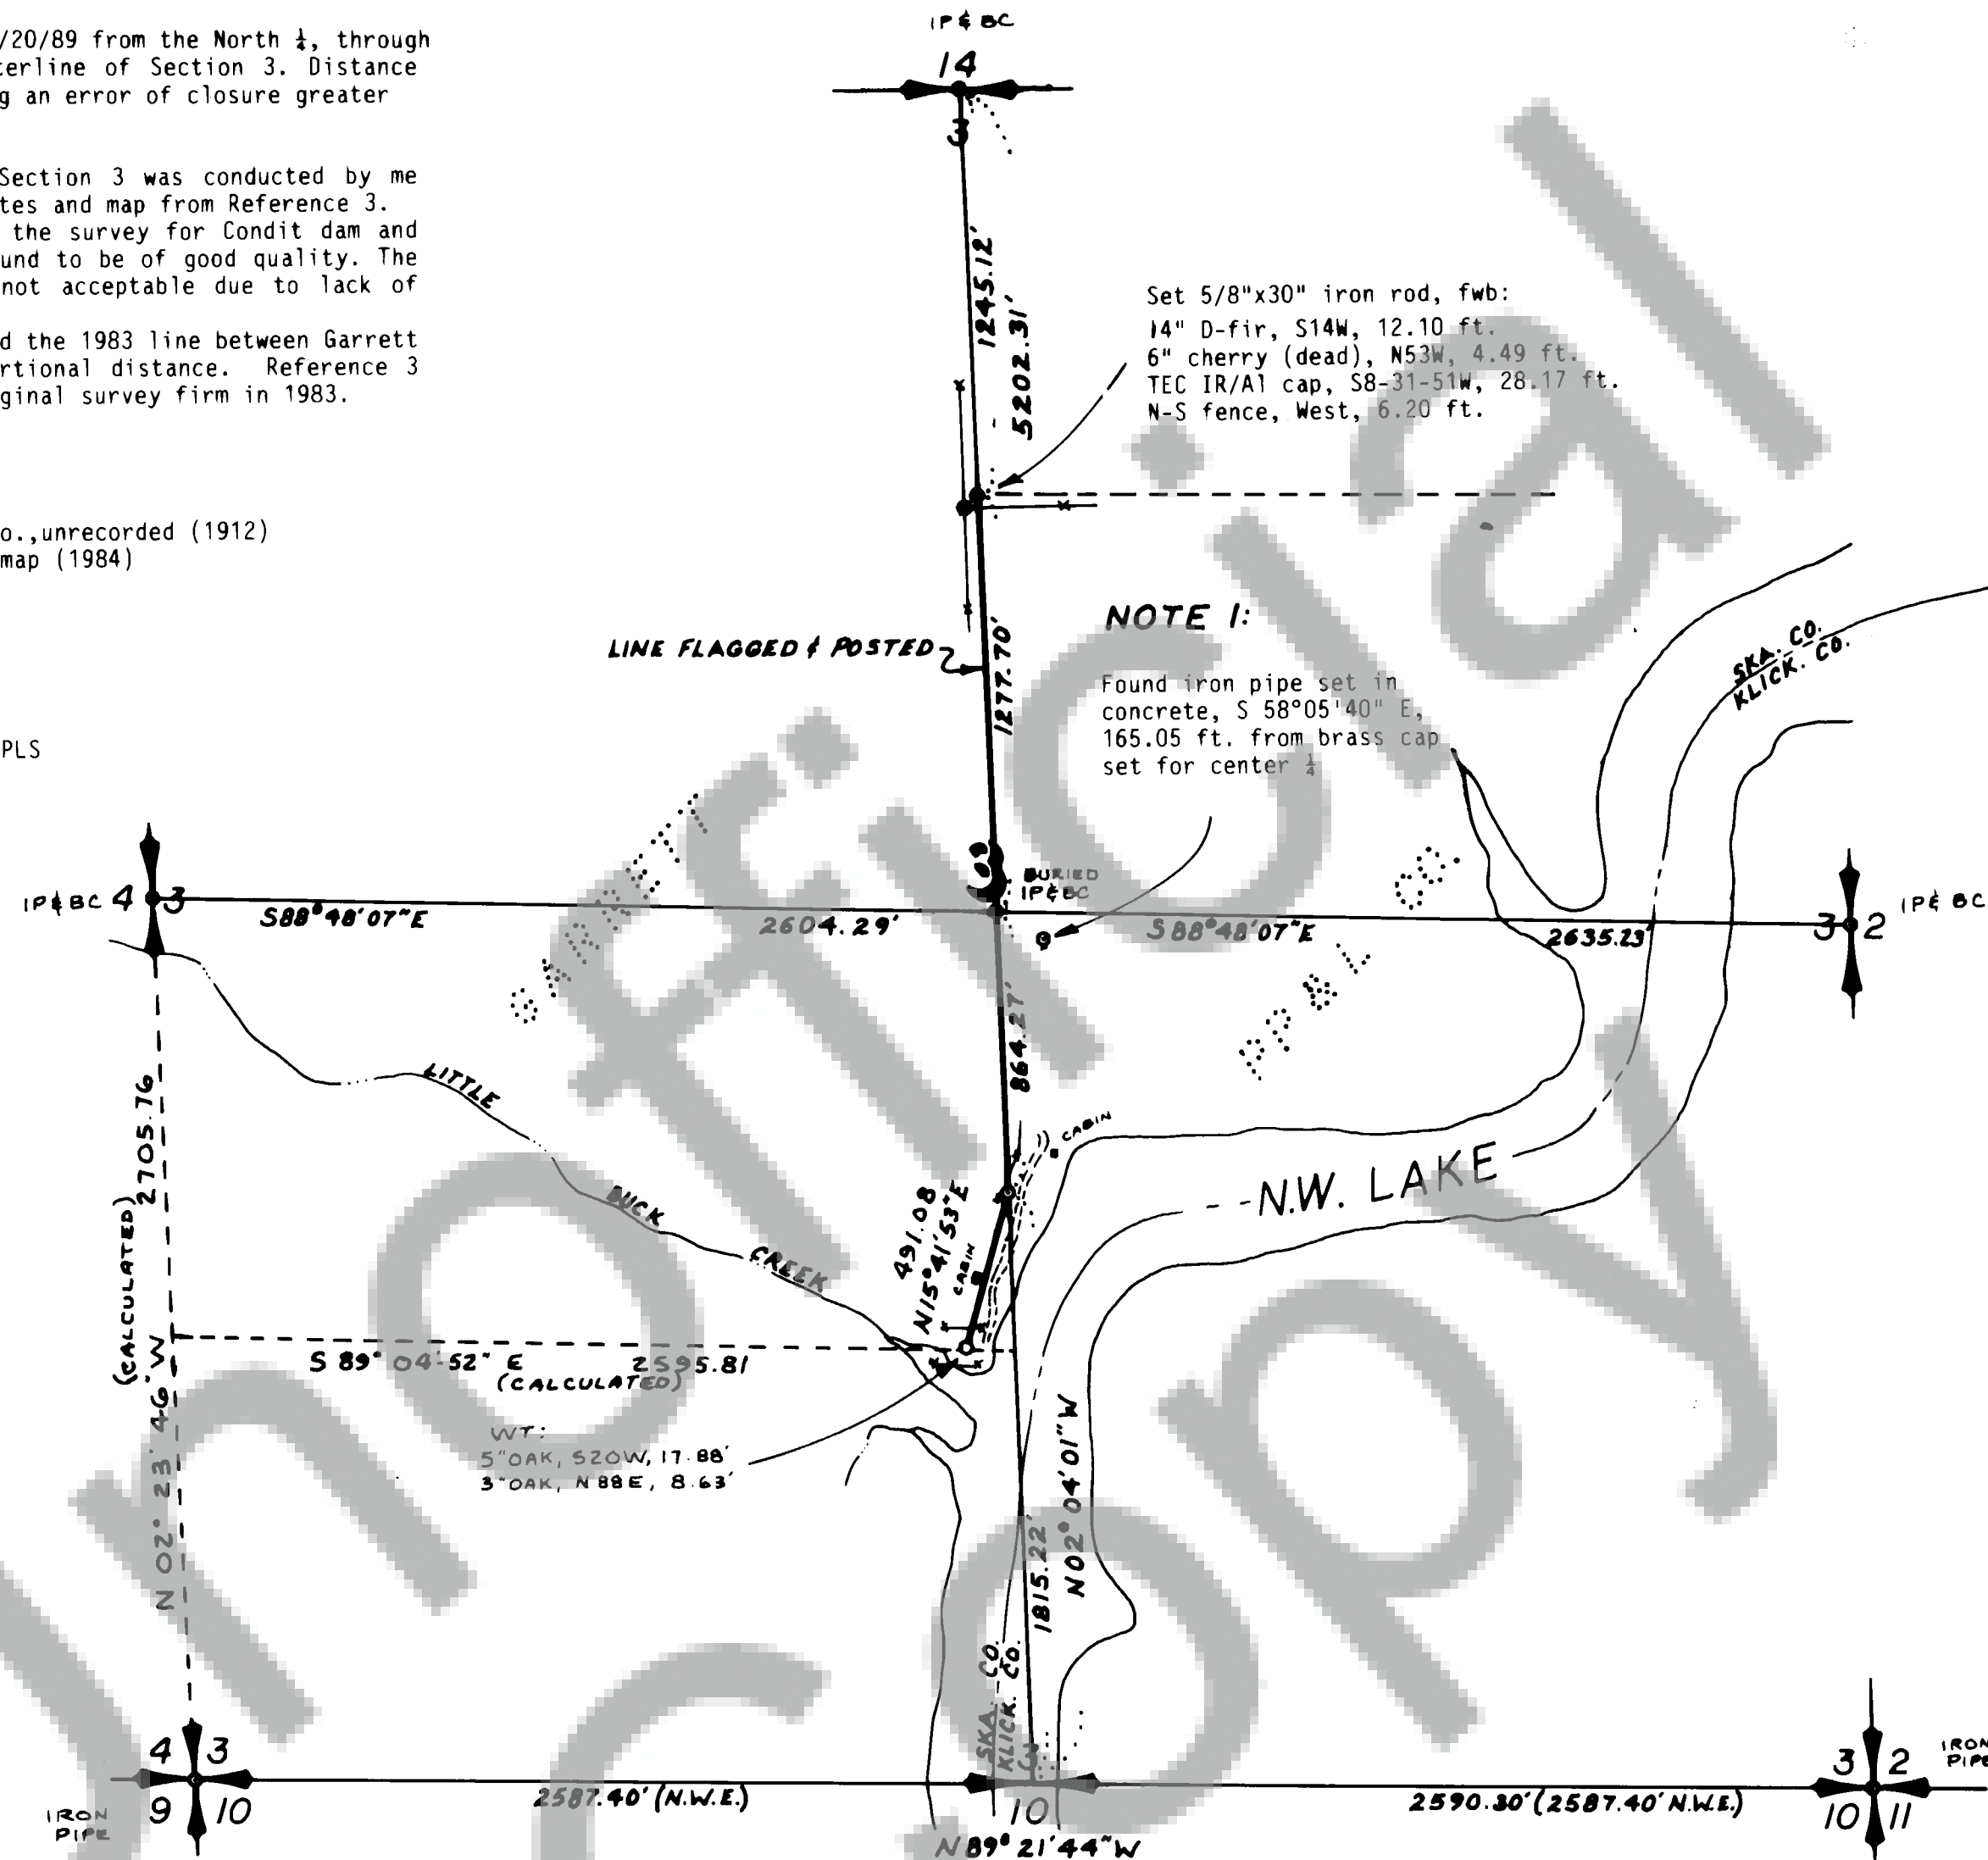 /20/89 from the North ¼, through
terline of Section 3. Distance
g an error of closure greater
Section 3 was conducted by me
tes and map from Reference 3.
the survey for Condit dam and
und to be of good quality. The
not acceptable due to lack of
d the 1983 line between Garrett
rtional distance. Reference 3
ginal survey firm in 1983.
o.,unrecorded (1912)
map (1984)
PLS
IP & BC
14
3
1245.12'
5202.31'
Set 5/8"x30" iron rod, fwb:
14" D-fir, S14W, 12.10 ft.
6" cherry (dead), N53W, 4.49 ft.
TEC IR/Al cap, S8-31-51W, 28.17 ft.
N-S fence, West, 6.20 ft.
NOTE 1:
LINE FLAGGED & POSTED
1277.70'
Found iron pipe set in
concrete, S 58°05'40" E,
165.05 ft. from brass cap
set for center ¼
SKA. CO.
KLICK. CO.
GARRETT
BURIED
IP & BC
IP & BC 4 3
S88°48'07"E
2604.29'
S88°48'07"E
2635.23'
3 2
IP & BC
CO.
864.27'
LITTLE
BUCK
CREEK
CABIN
N.W. LAKE
2705.76
(CALCULATED)
N 02° 23' 46" W
491.08
N15°41'53"E
CABIN
S 89° 04' 52" E
2595.81
(CALCULATED)
WT:
5" OAK, S20W, 17.88'
3" OAK, N88E, 8.63'
1815.22'
N02°04'01"W
SKA. CO.
KLICK. CO.
3
4 3
9 10
IRON
PIPE
2587.40' (N.W.E.)
10
N89°21'44"W
2590.30' (2587.40' N.W.E.)
3 2
10 11
IRON
PIPE
Unofficial
Copy